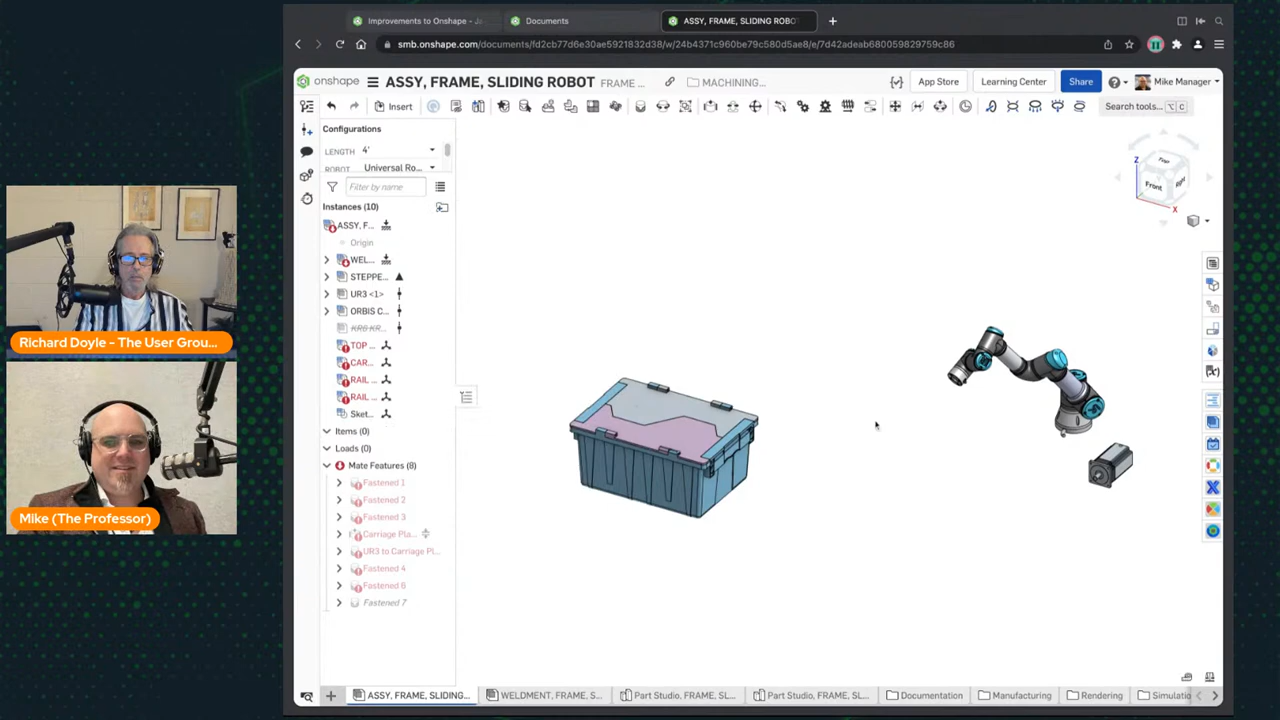 Improvements to Onshape - J
Documents
ASSY, FRAME, SLIDING ROBOT
smb.onshape.com/documents/fd2cb77d6e30ae5921832d38/w/24b4371c960be79c580d5ae8/e/7d42adeab680059829759c86
onshape
ASSY, FRAME, SLIDING ROBOT
FRAME ...
MACHINING...
App Store
Learning Center
Share
Mike Manager
Insert
Search tools...
Configurations
LENGTH 4'
ROBOT Universal Ro...
Filter by name
Instances (10)
ASSY, F...
Origin
WEL...
STEPPE...
UR3 <1>
ORBIS C...
KR6 KR...
TOP ...
CAR...
RAIL ...
RAIL ...
Sket...
Items (0)
Loads (0)
Mate Features (8)
Fastened 1
Fastened 2
Fastened 3
Carriage Pla...
UR3 to Carriage Pl...
Fastened 4
Fastened 6
Fastened 7
Z
Top
Front
Right
X
Richard Doyle - The User Grou...
Mike (The Professor)
ASSY, FRAME, SLIDING...
WELDMENT, FRAME, S...
Part Studio, FRAME, SL...
Part Studio, FRAME, SL...
Documentation
Manufacturing
Rendering
Simulatio